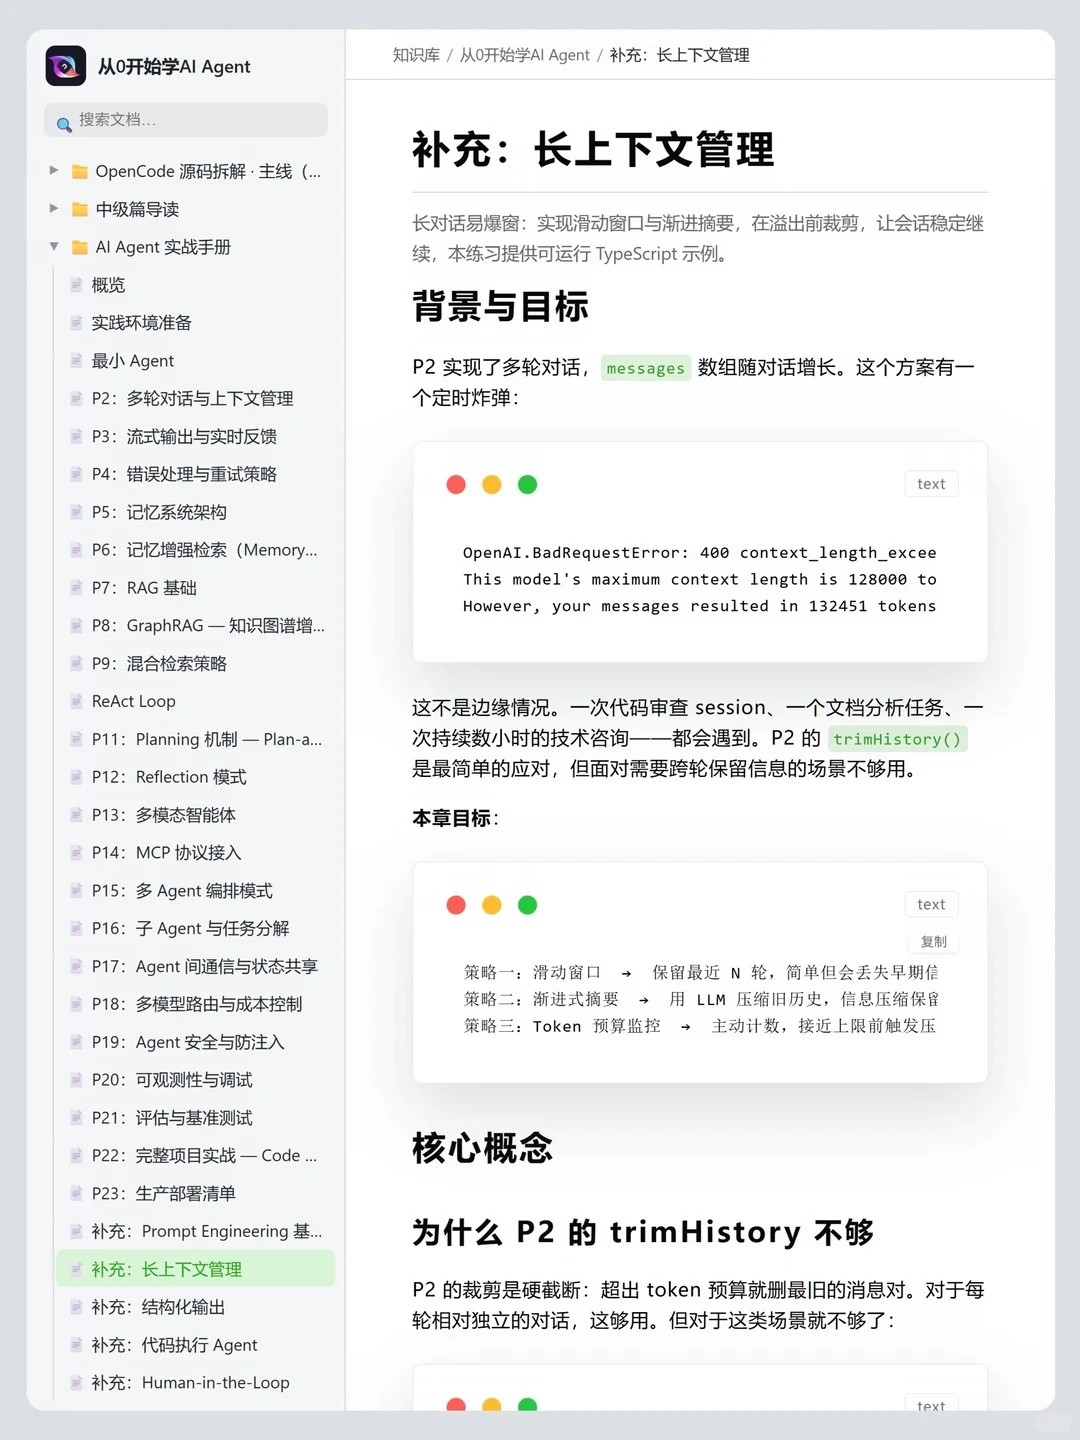 从0开始学AI Agent
搜索文档...
OpenCode 源码拆解 · 主线（...
中级篇导读
AI Agent 实战手册
概览
实践环境准备
最小 Agent
P2：多轮对话与上下文管理
P3：流式输出与实时反馈
P4：错误处理与重试策略
P5：记忆系统架构
P6：记忆增强检索（Memory...
P7：RAG 基础
P8：GraphRAG — 知识图谱增...
P9：混合检索策略
ReAct Loop
P11：Planning 机制 — Plan-a...
P12：Reflection 模式
P13：多模态智能体
P14：MCP 协议接入
P15：多 Agent 编排模式
P16：子 Agent 与任务分解
P17：Agent 间通信与状态共享
P18：多模型路由与成本控制
P19：Agent 安全与防注入
P20：可观测性与调试
P21：评估与基准测试
P22：完整项目实战 — Code ...
P23：生产部署清单
补充：Prompt Engineering 基...
补充：长上下文管理
补充：结构化输出
补充：代码执行 Agent
补充：Human-in-the-Loop
知识库 / 从0开始学AI Agent / 补充：长上下文管理
补充：长上下文管理
长对话易爆窗：实现滑动窗口与渐进摘要，在溢出前裁剪，让会话稳定继
续，本练习提供可运行 TypeScript 示例。
背景与目标
P2 实现了多轮对话，messages 数组随对话增长。这个方案有一
个定时炸弹：
text
OpenAI.BadRequestError: 400 context_length_excee
This model's maximum context length is 128000 to
However, your messages resulted in 132451 tokens
这不是边缘情况。一次代码审查 session、一个文档分析任务、一
次持续数小时的技术咨询——都会遇到。P2 的 trimHistory()
是最简单的应对，但面对需要跨轮保留信息的场景不够用。
本章目标：
text
复制
策略一：滑动窗口 → 保留最近 N 轮，简单但会丢失早期信
策略二：渐进式摘要 → 用 LLM 压缩旧历史，信息压缩保留
策略三：Token 预算监控 → 主动计数，接近上限前触发压
核心概念
为什么 P2 的 trimHistory 不够
P2 的裁剪是硬截断：超出 token 预算就删最旧的消息对。对于每
轮相对独立的对话，这够用。但对于这类场景就不够了：
text